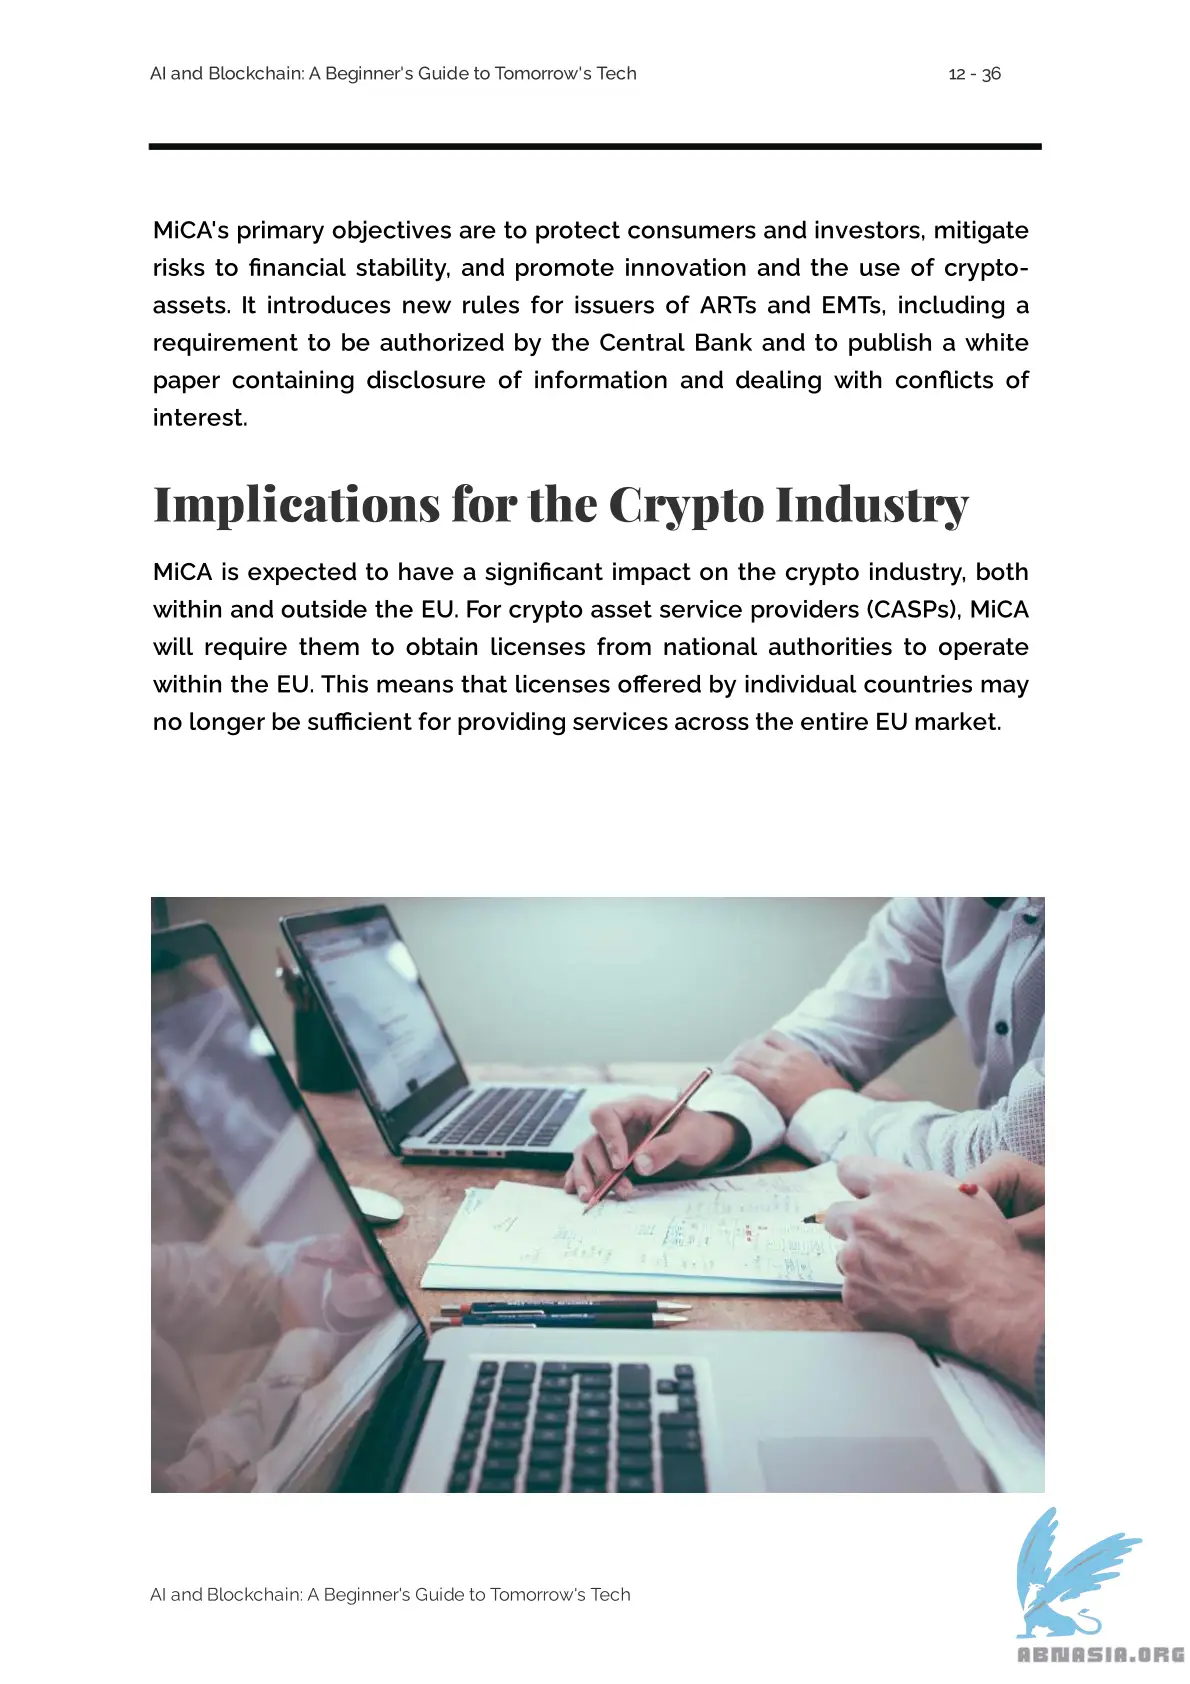 AI and Blockchain: A Beginner's Guide to Tomorrow's Tech 12 - 36
MiCA's primary objectives are to protect consumers and investors, mitigate
risks to financial stability, and promote innovation and the use of crypto-
assets. It introduces new rules for issuers of ARTs and EMTs, including a
requirement to be authorized by the Central Bank and to publish a white
paper containing disclosure of information and dealing with conflicts of
interest.
Implications for the Crypto Industry
MiCA is expected to have a significant impact on the crypto industry, both
within and outside the EU. For crypto asset service providers (CASPs), MiCA
will require them to obtain licenses from national authorities to operate
within the EU. This means that licenses offered by individual countries may
no longer be sufficient for providing services across the entire EU market.
AI and Blockchain: A Beginner's Guide to Tomorrow's Tech
ABNASIA.ORG